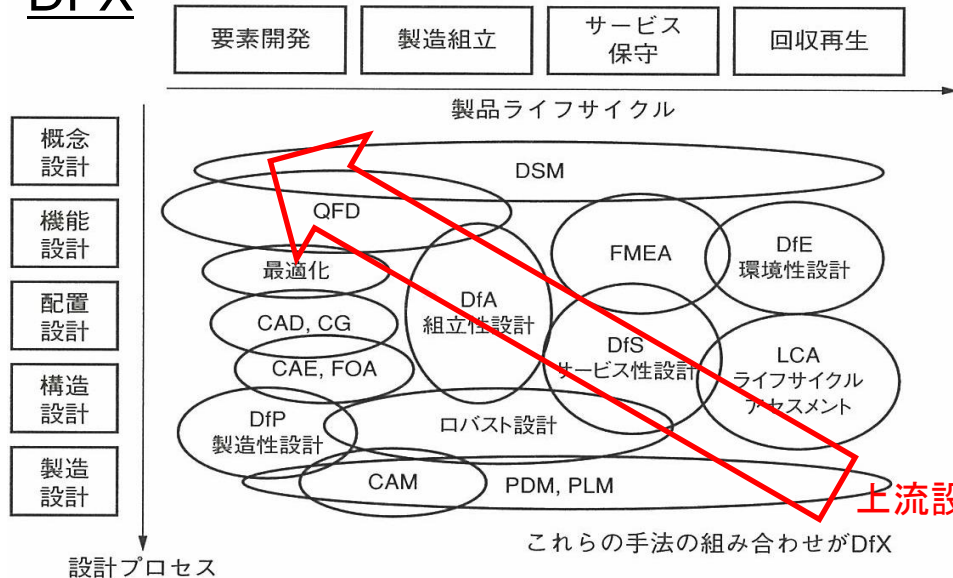 DFX
要素開発
製造組立
サービス
保守
回収再生
製品ライフサイクル
概念
設計
機能
設計
配置
設計
構造
設計
製造
設計
設計プロセス
DSM
QFD
最適化
CAD, CG
CAE, FOA
DfP
製造性設計
CAM
DfA
組立性設計
ロバスト設計
PDM, PLM
FMEA
DfS
サービス性設計
DfE
環境性設計
LCA
ライフサイクル
アセスメント
上流設
これらの手法の組み合わせがDfX